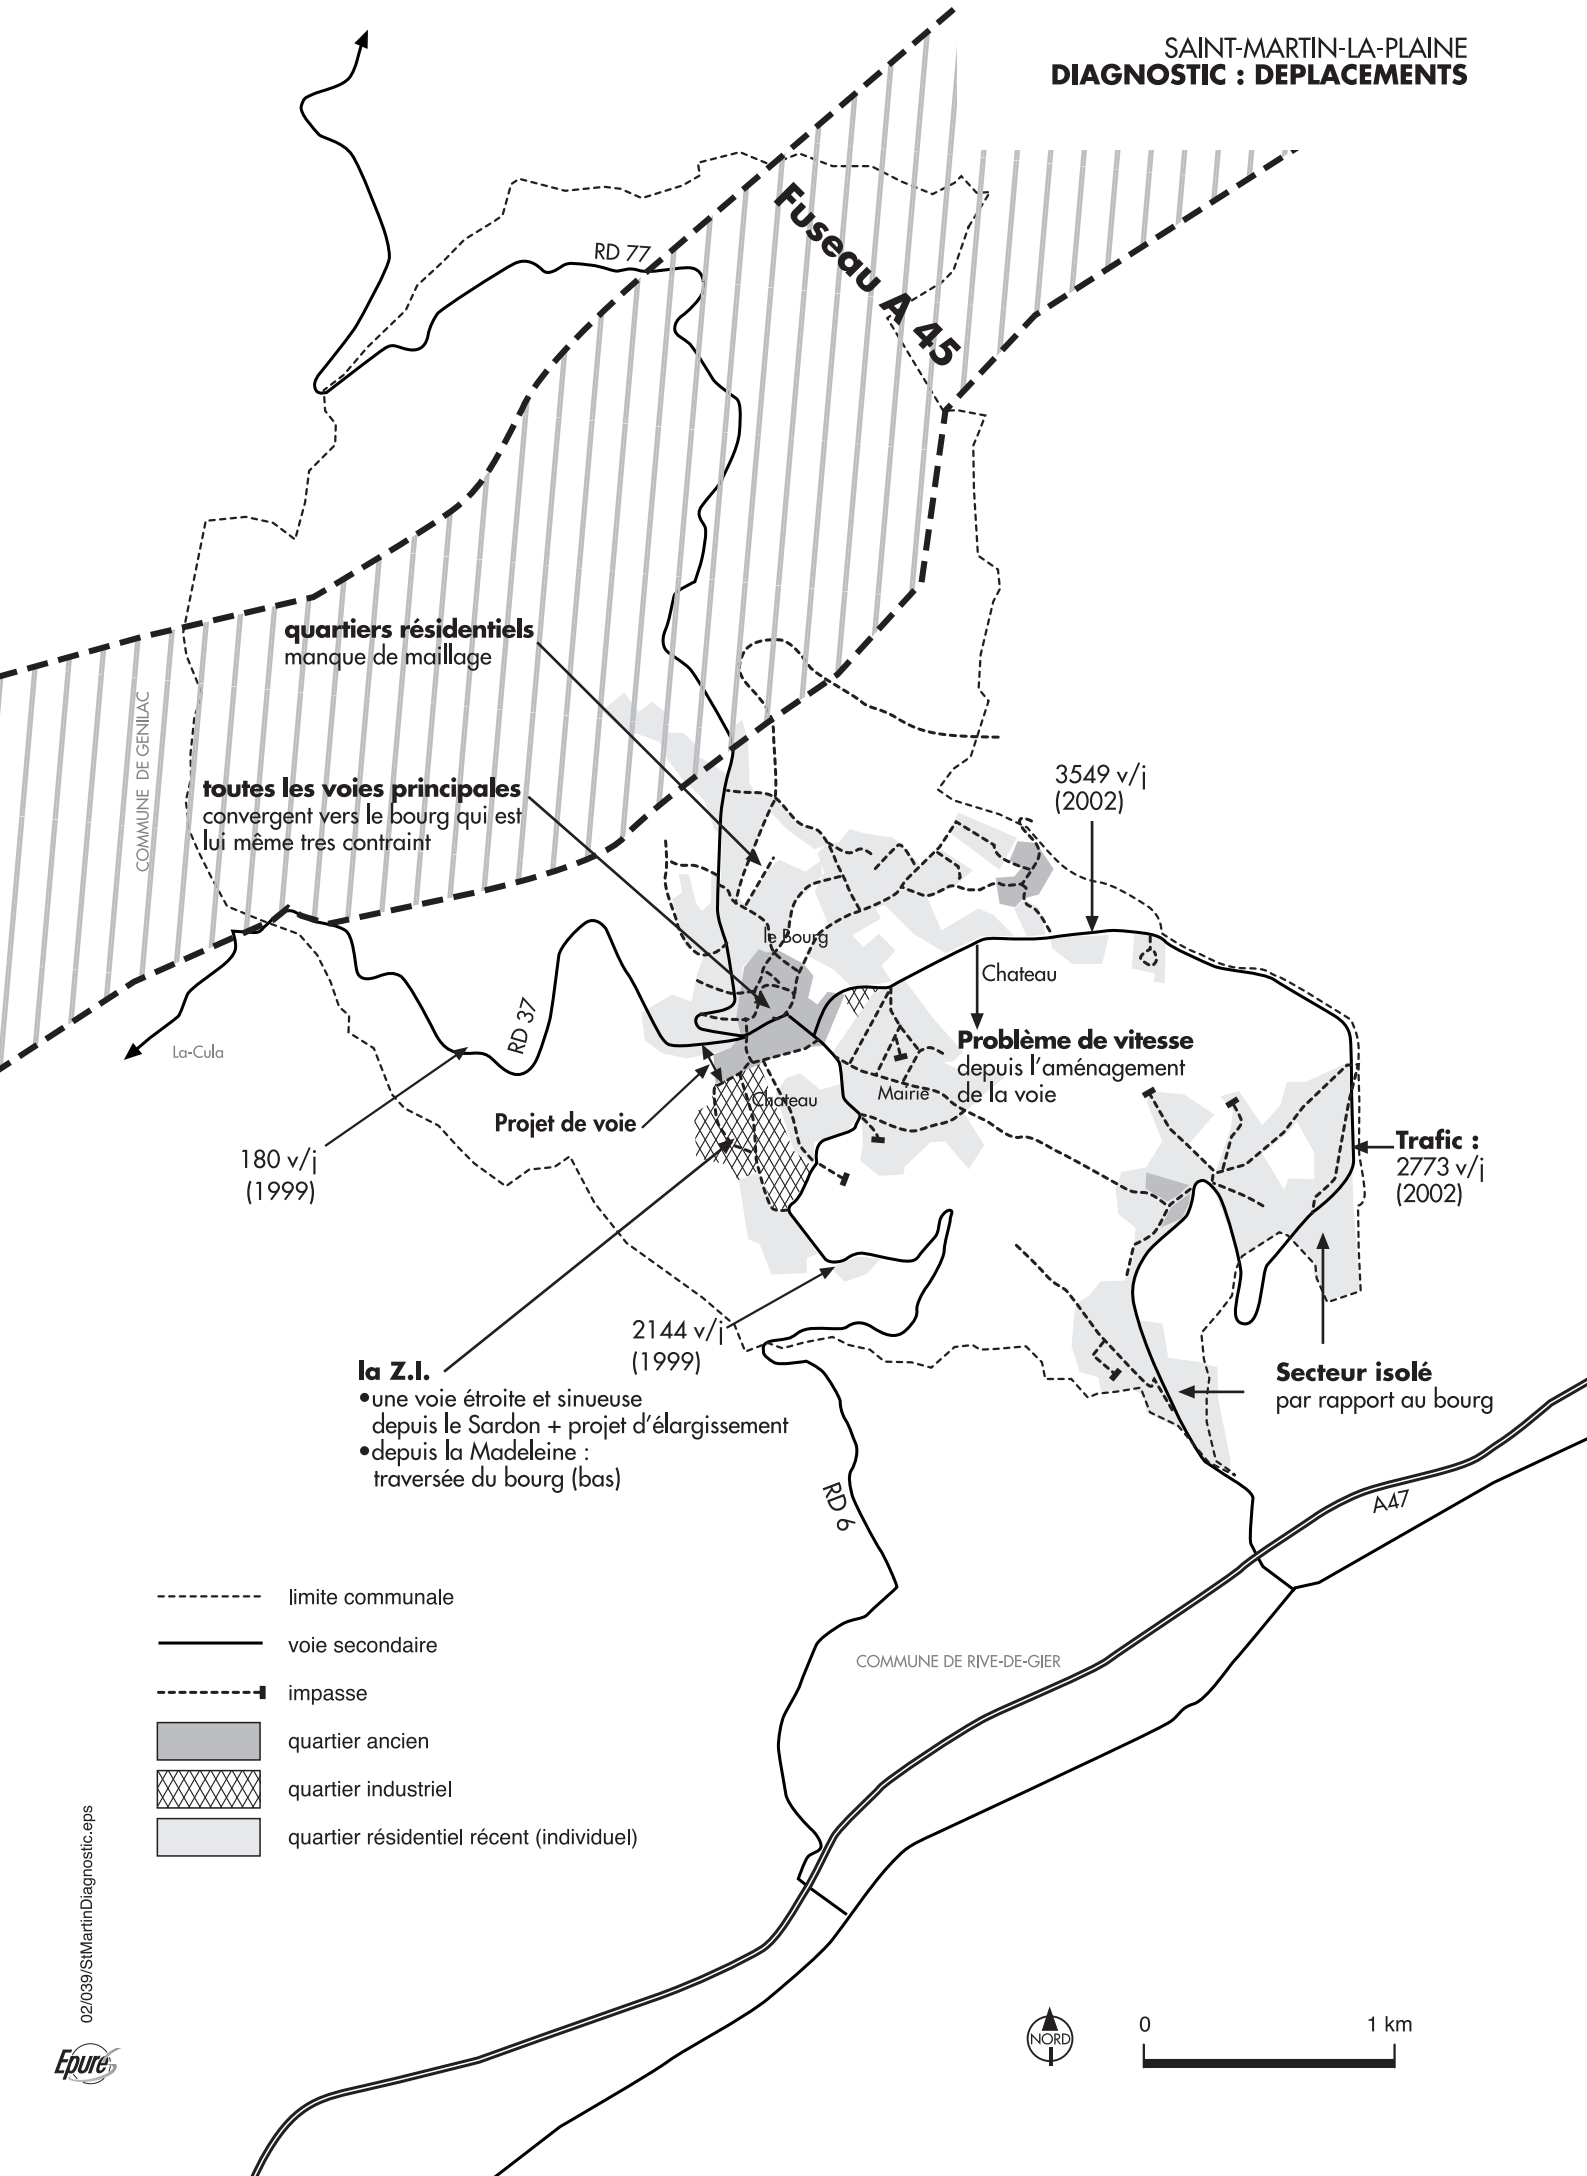 SAINT-MARTIN-LA-PLAINE
DIAGNOSTIC : DEPLACEMENTS
RD 77
Fuseau A 45
quartiers résidentiels
manque de maillage
COMMUNE DE GENILAC
toutes les voies principales
convergent vers le bourg qui est
lui même tres contraint
3549 v/j
(2002)
le Bourg
Chateau
RD 37
La-Cula
Problème de vitesse
depuis l'aménagement
de la voie
Mairie
Chateau
Projet de voie
Trafic :
2773 v/j
(2002)
180 v/j
(1999)
2144 v/j
(1999)
la Z.I.
•une voie étroite et sinueuse
depuis le Sardon + projet d'élargissement
•depuis la Madeleine :
traversée du bourg (bas)
Secteur isolé
par rapport au bourg
RD 6
A47
COMMUNE DE RIVE-DE-GIER
limite communale
voie secondaire
impasse
quartier ancien
quartier industriel
quartier résidentiel récent (individuel)
02/039/StMartinDiagnostic.eps
Epures
NORD
0 1 km